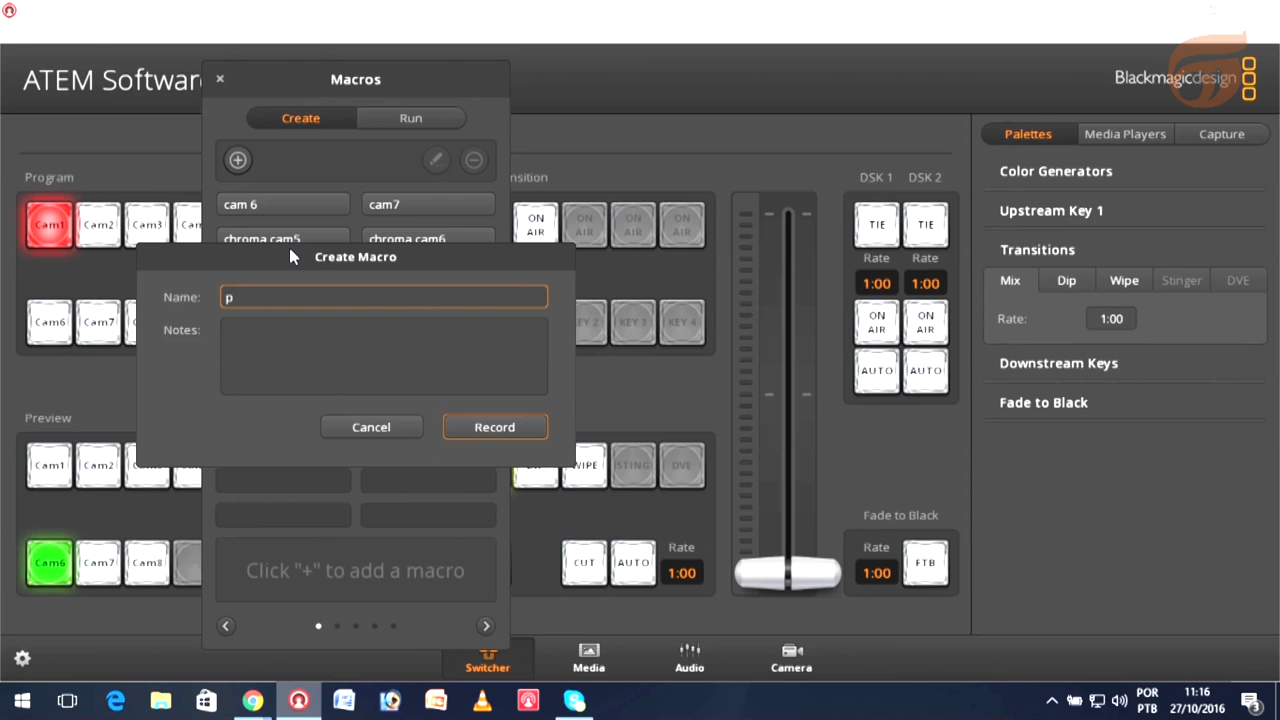 ATEM Softwar
Blackmagicdesign
Macros
Create
Run
Palettes
Media Players
Capture
Program
nsition
DSK 1
DSK 2
Color Generators
cam 6
cam7
Upstream Key 1
Cam1
Cam2
Cam3
Cam
ON AIR
ON AIR
ON AIR
ON AIR
TIE
TIE
chroma cam5
chroma cam6
Transitions
Create Macro
Rate
Rate
1:00
1:00
Mix
Dip
Wipe
Stinger
DVE
Name:
p
Notes:
Rate:
1:00
Cam6
Cam7
KEY 2
KEY 3
KEY 4
ON AIR
ON AIR
AUTO
AUTO
Downstream Keys
Fade to Black
Preview
Cancel
Record
Cam1
Cam2
WIPE
STING
DVE
Fade to Black
Cam6
Cam7
Cam8
Click "+" to add a macro
CUT
AUTO
Rate
1:00
Rate
1:00
FTB
Switcher
Media
Audio
Camera
POR
PTB
11:16
27/10/2016
3